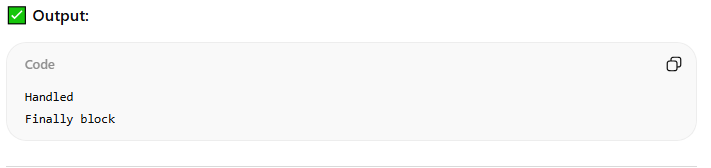 ✅ Output:
Code
Handled
Finally block